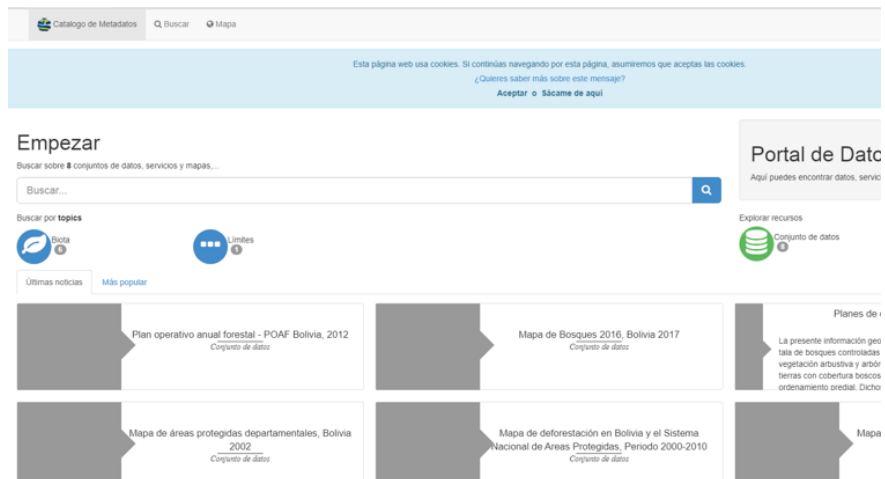 Catalogo de Metadatos Buscar Mapa
Esta página web usa cookies. Si continúas navegando por esta página, asumiremos que aceptas las cookies.
¿Quieres saber más sobre este mensaje?
Aceptar o Sácame de aquí
Empezar
Buscar sobre 8 conjuntos de datos, servicios y mapas,...
Buscar...
Portal de Dato
Aquí puedes encontrar datos, servici
Buscar por topics
Biota
6
Límites
1
Explorar recursos
Conjunto de datos
8
Últimas noticias Más popular
Plan operativo anual forestal - POAF Bolivia, 2012
Conjunto de datos
Mapa de Bosques 2016, Bolivia 2017
Conjunto de datos
Planes de
La presente información geo
tala de bosques controladas
vegetación arbustiva y arbór
tierras con cobertura boscos
ordenamiento predial. Dicho
Mapa de áreas protegidas departamentales, Bolivia
2002
Conjunto de datos
Mapa de deforestación en Bolivia y el Sistema
Nacional de Areas Protegidas, Periodo 2000-2010
Conjunto de datos
Mapa